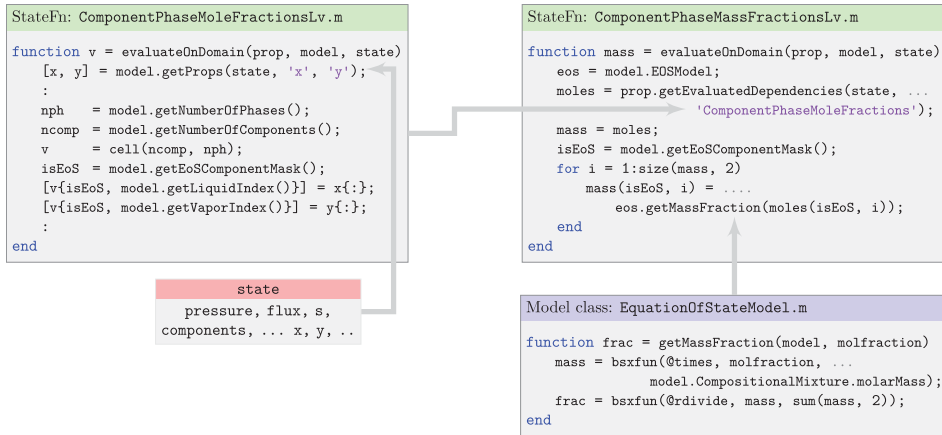 StateFn: ComponentPhaseMoleFractionsLv.m
function v = evaluateOnDomain(prop, model, state)
[x, y] = model.getProps(state, 'x', 'y');
:
nph = model.getNumberOfPhases();
ncomp = model.getNumberOfComponents();
v = cell(ncomp, nph);
isEoS = model.getEoSComponentMask();
[v{isEoS, model.getLiquidIndex()}] = x{:};
[v{isEoS, model.getVaporIndex()}] = y{:};
:
end
state
pressure, flux, s,
components, ... x, y, ..
StateFn: ComponentPhaseMassFractionsLv.m
function mass = evaluateOnDomain(prop, model, state)
eos = model.EOSModel;
moles = prop.getEvaluatedDependencies(state, ...
'ComponentPhaseMoleFractions');
mass = moles;
isEoS = model.getEoSComponentMask();
for i = 1:size(mass, 2)
mass(isEoS, i) = ....
eos.getMassFraction(moles(isEoS, i));
end
end
Model class: EquationOfStateModel.m
function frac = getMassFraction(model, molfraction)
mass = bsxfun(@times, molfraction, ...
model.CompositionalMixture.molarMass);
frac = bsxfun(@rdivide, mass, sum(mass, 2));
end